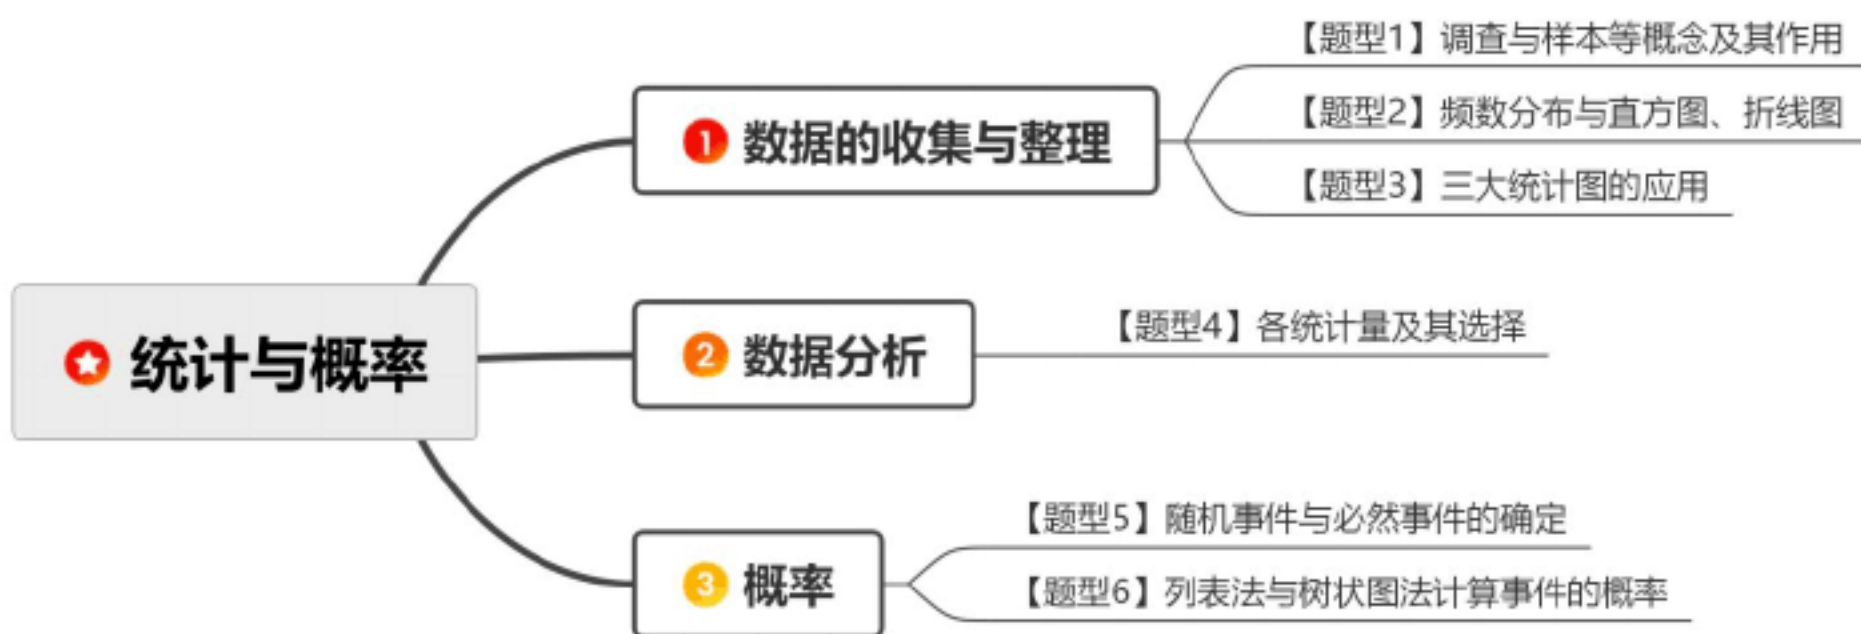 统计与概率
1 数据的收集与整理
【题型1】调查与样本等概念及其作用
【题型2】频数分布与直方图、折线图
【题型3】三大统计图的应用
2 数据分析
【题型4】各统计量及其选择
3 概率
【题型5】随机事件与必然事件的确定
【题型6】列表法与树状图法计算事件的概率